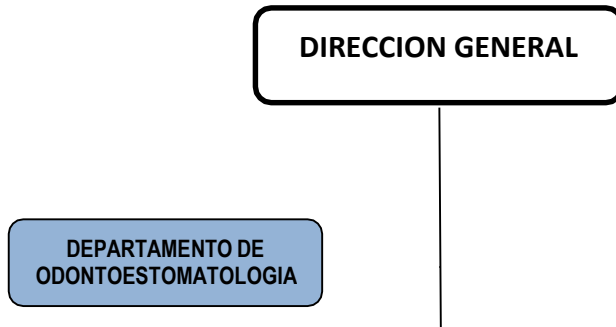 DIRECCION GENERAL
DEPARTAMENTO DE
ODONTOESTOMATOLOGIA